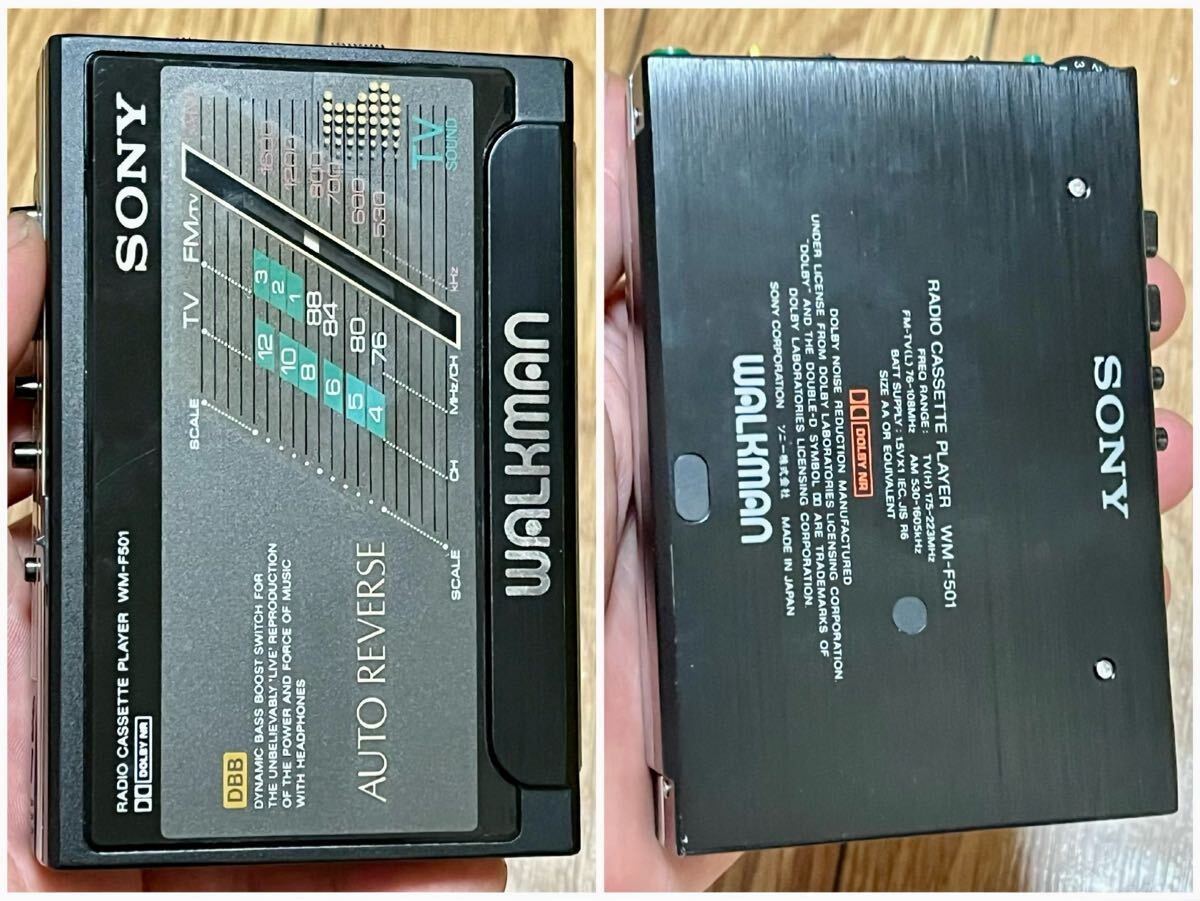 SONY
RADIO CASSETTE PLAYER WM-F501
DOLBY NR
FM/TV
TV
SCALE
1600
1200
800
700
600
530
kHz
TV
SOUND
88
84
80
76
MHz/CH
3
2
1
12
10
8
6
5
4
CH
SCALE
DBB
DYNAMIC BASS BOOST SWITCH FOR
THE UNBELIEVABLY 'LIVE' REPRODUCTION
OF THE POWER AND FORCE OF MUSIC
WITH HEADPHONES
AUTO REVERSE
WALKMAN
SONY
RADIO CASSETTE PLAYER WM-F501
FREQ RANGE: TV(H) 175-223MHz
FM-TV(L) 76-108MHz AM 530-1605kHz
BATT SUPPLY: 1.5V×1 IEC, JIS R6
SIZE AA OR EQUIVALENT
DOLBY NR
DOLBY NOISE REDUCTION MANUFACTURED
UNDER LICENSE FROM DOLBY LABORATORIES LICENSING CORPORATION.
"DOLBY" AND THE DOUBLE-D SYMBOL ARE TRADEMARKS OF
DOLBY LABORATORIES LICENSING CORPORATION.
SONY CORPORATION ソニー株式会社 MADE IN JAPAN
WALKMAN
2
3